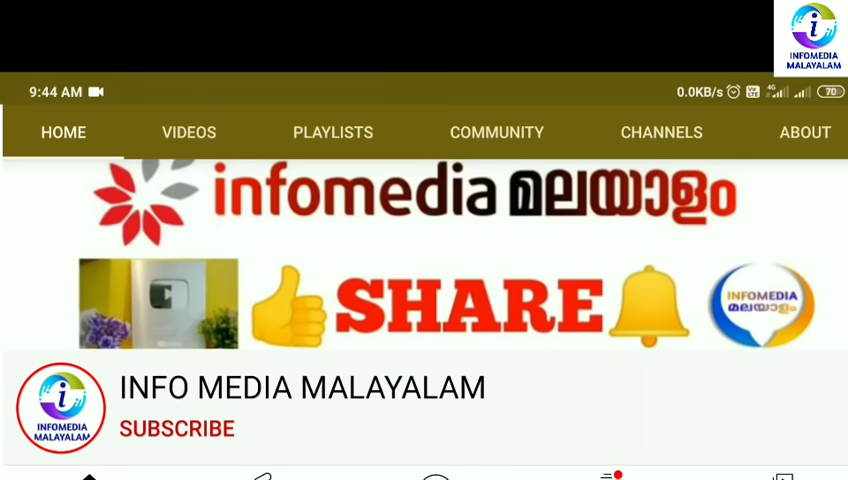 INFOMEDIA
MALAYALAM
9:44 AM
0.0KB/s
4G
70
HOME VIDEOS PLAYLISTS COMMUNITY CHANNELS ABOUT
infomedia മലയാളം
SHARE
INFOMEDIA
മലയാളം
INFO MEDIA MALAYALAM
INFOMEDIA
MALAYALAM
SUBSCRIBE